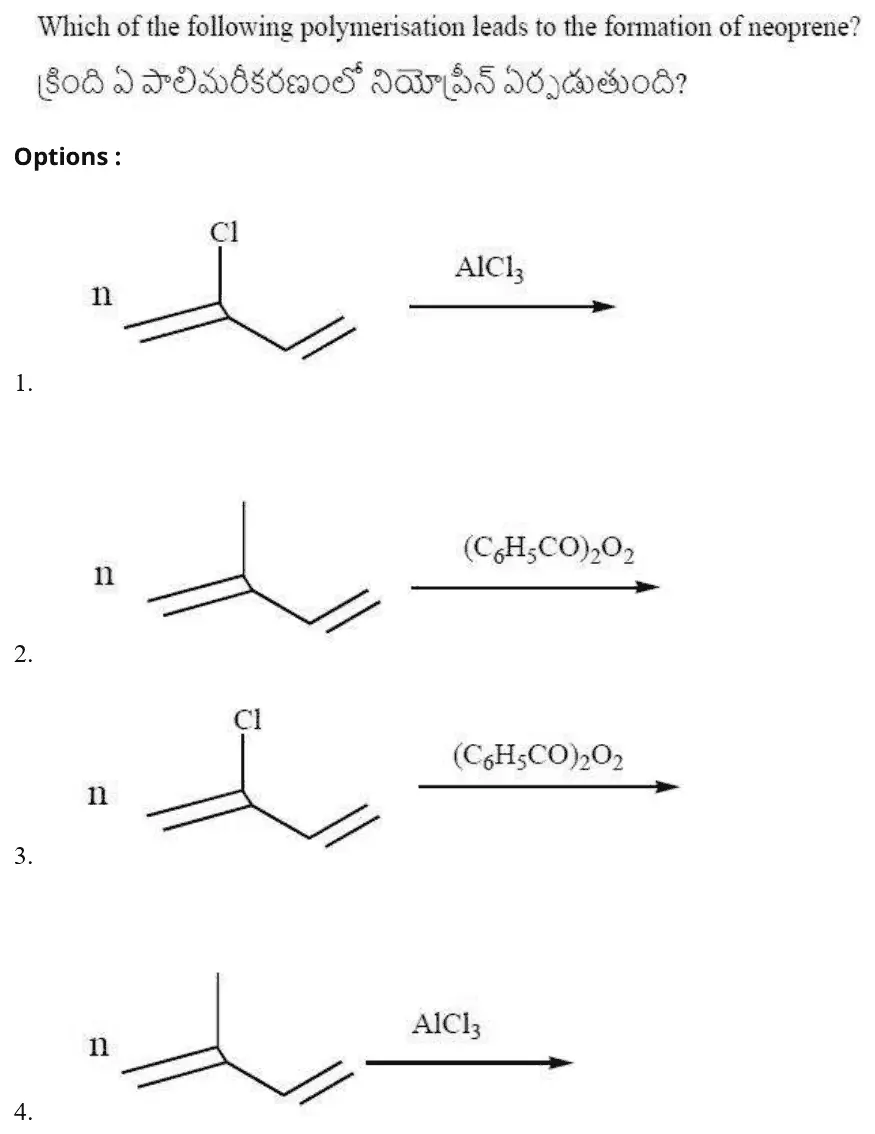 Which of the following polymerisation leads to the formation of neoprene?
క్రింది ఏ పాలిమరీకరణంలో నియోప్రీన్ ఏర్పడుతుంది?
Options :
Cl
n
AlCl₃
1.
n
(C₆H₅CO)₂O₂
2.
Cl
n
(C₆H₅CO)₂O₂
3.
n
AlCl₃
4.